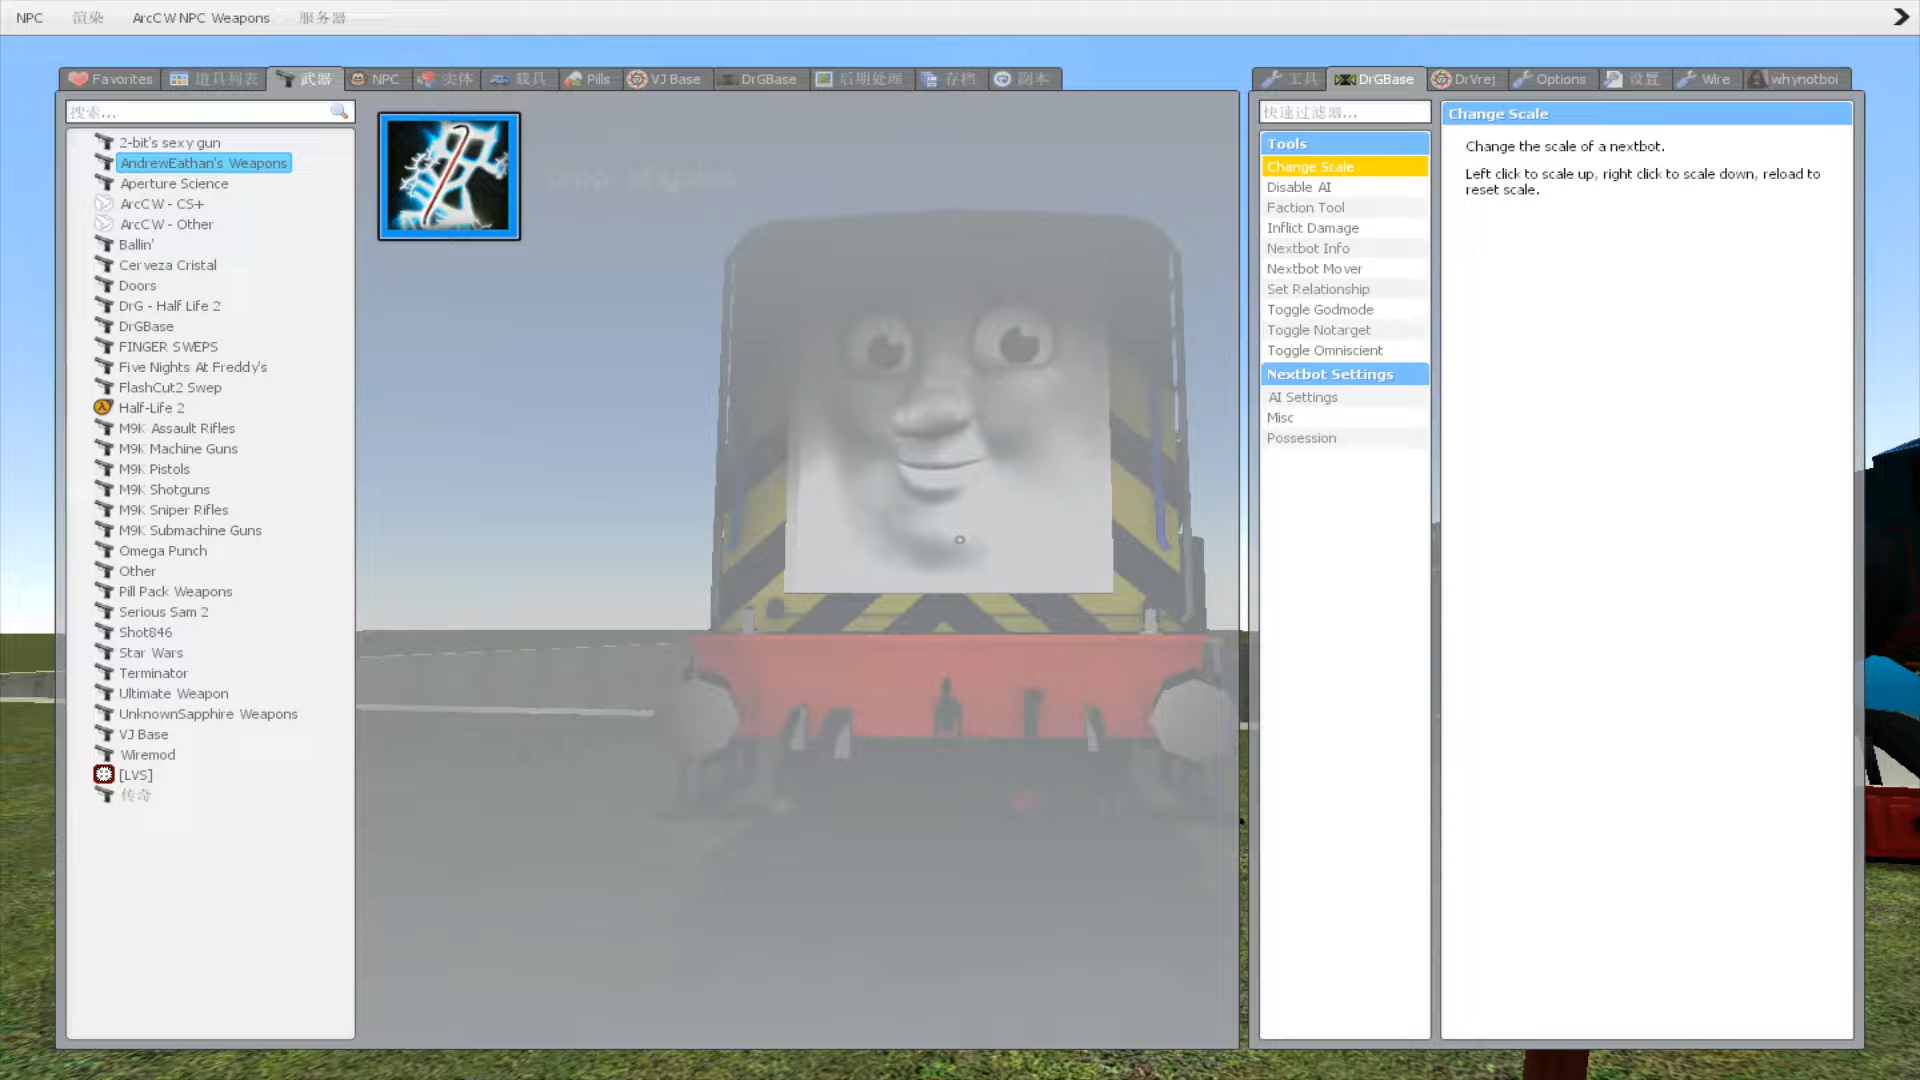 NPC 渲染 ArcCW NPC Weapons 服务器
Favorites 道具列表 武器 NPC 实体 载具 Pills VJ Base DrGBase 后期处理 存档 副本
搜索...
2-bit's sexy gun
AndrewEathan's Weapons
Aperture Science
ArcCW - CS+
ArcCW - Other
Ballin'
Cerveza Cristal
Doors
DrG - Half Life 2
DrGBase
FINGER SWEPS
Five Nights At Freddy's
FlashCut2 Swep
Half-Life 2
M9K Assault Rifles
M9K Machine Guns
M9K Pistols
M9K Shotguns
M9K Sniper Rifles
M9K Submachine Guns
Omega Punch
Other
Pill Pack Weapons
Serious Sam 2
Shot846
Star Wars
Terminator
Ultimate Weapon
UnknownSapphire Weapons
VJ Base
Wiremod
[LVS]
传奇
prop_physics
工具 DrGBase DrVrej Options 设置 Wire whynotboi
快速过滤器...
Tools
Change Scale
Disable AI
Faction Tool
Inflict Damage
Nextbot Info
Nextbot Mover
Set Relationship
Toggle Godmode
Toggle Notarget
Toggle Omniscient
Nextbot Settings
AI Settings
Misc
Possession
Change Scale
Change the scale of a nextbot.
Left click to scale up, right click to scale down, reload to
reset scale.